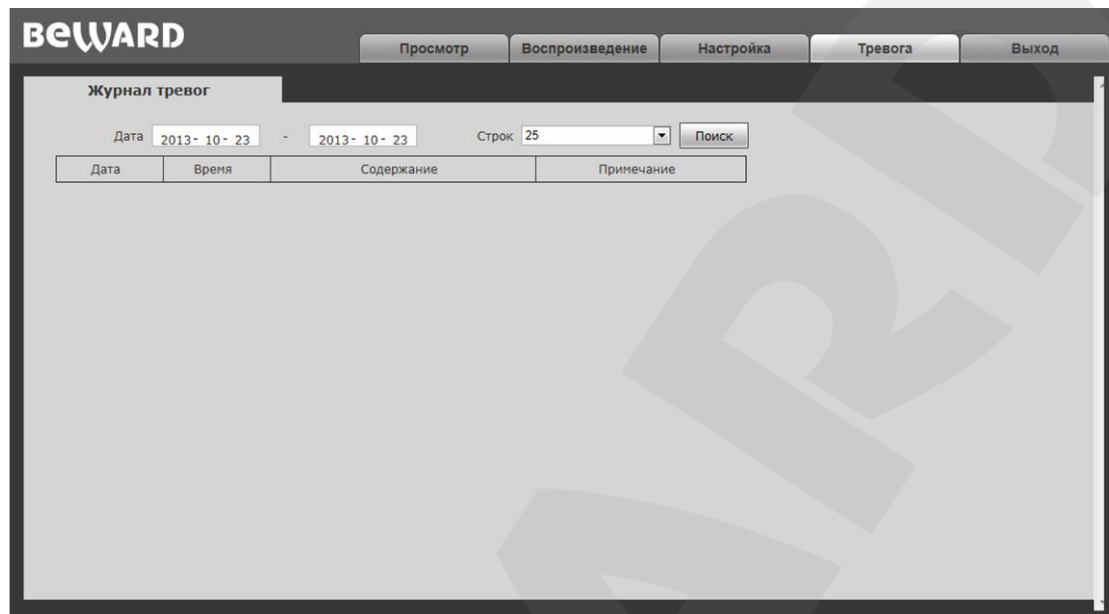 BEWARD
Просмотр Воспроизведение Настройка Тревога Выход
Журнал тревог
Дата 2013- 10- 23 - 2013- 10- 23 Строк 25 Поиск
Дата Время Содержание Примечание